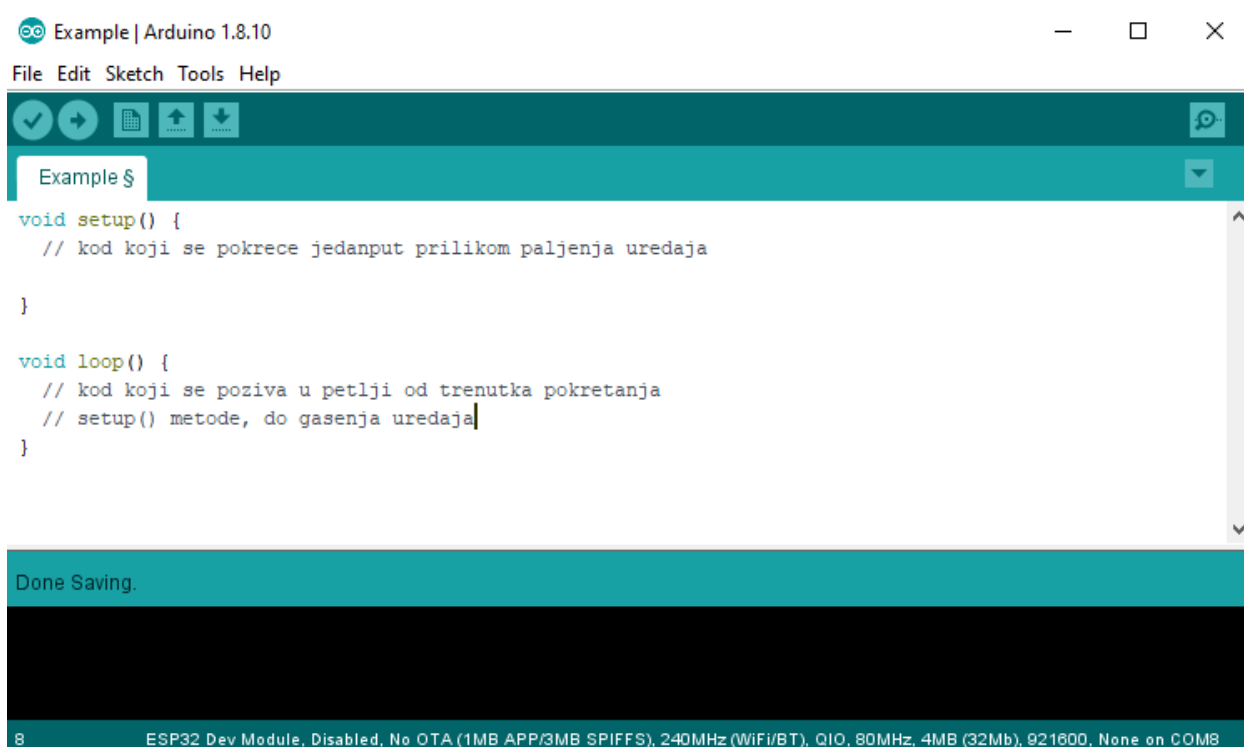 Example | Arduino 1.8.10
File Edit Sketch Tools Help
Example §
void setup() {
  // kod koji se pokrece jedanput prilikom paljenja uredaja
}
void loop() {
  // kod koji se poziva u petlji od trenutka pokretanja
  // setup() metode, do gasenja uredaja
}
Done Saving.
8 ESP32 Dev Module, Disabled, No OTA (1MB APP/3MB SPIFFS), 240MHz (WiFi/BT), QIO, 80MHz, 4MB (32Mb), 921600, None on COM8